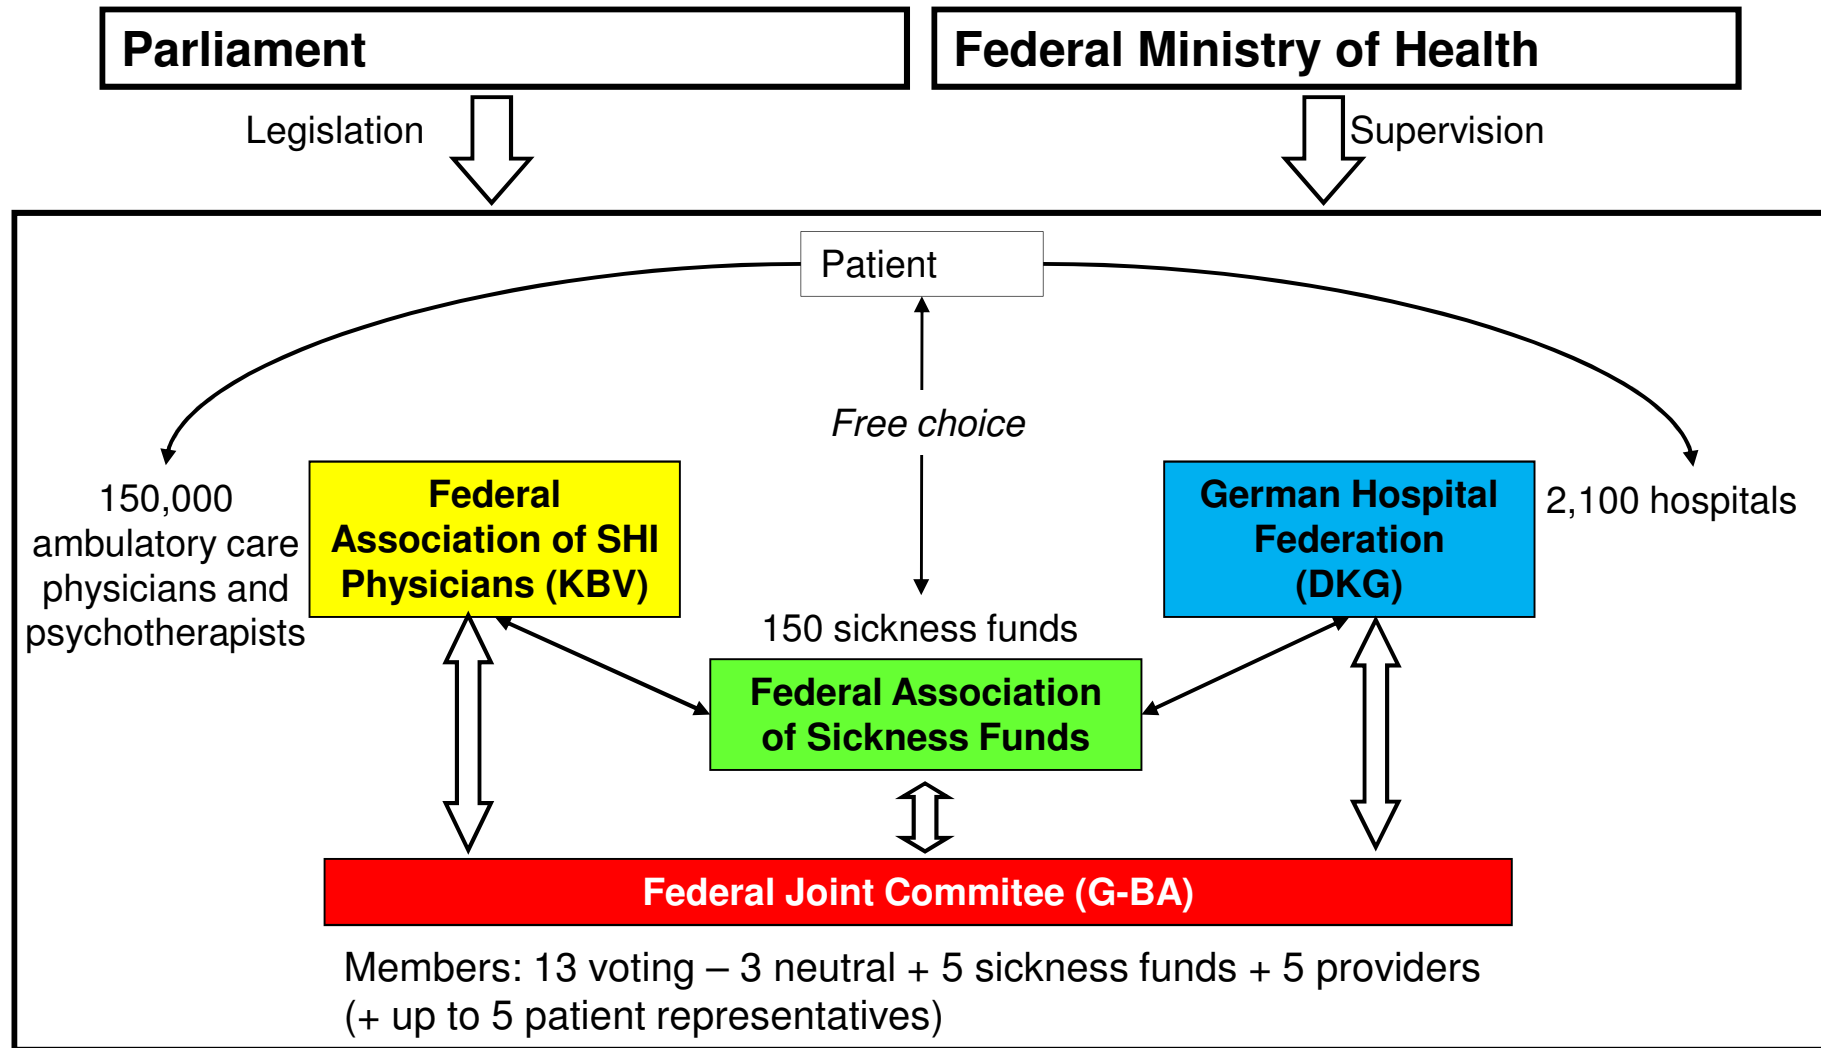 Parliament
Federal Ministry of Health
Legislation
Supervision
Patient
Free choice
150,000
ambulatory care
physicians and
psychotherapists
Federal
Association of SHI
Physicians (KBV)
German Hospital
Federation
(DKG)
2,100 hospitals
150 sickness funds
Federal Association
of Sickness Funds
Federal Joint Commitee (G-BA)
Members: 13 voting – 3 neutral + 5 sickness funds + 5 providers
(+ up to 5 patient representatives)